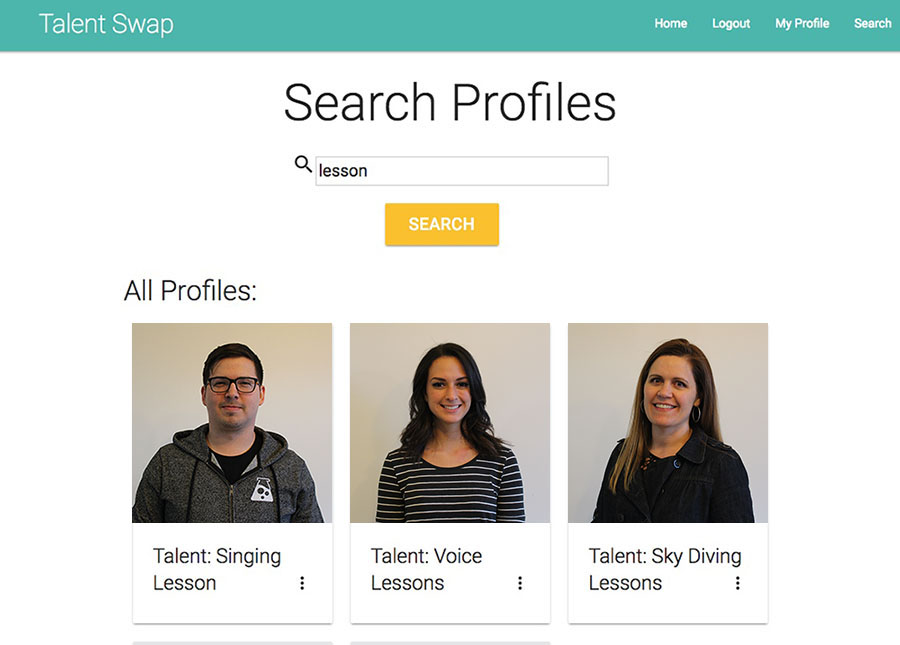 Talent Swap
Home Logout My Profile Search
Search Profiles
lesson
SEARCH
All Profiles:
Talent: Singing
Lesson
Talent: Voice
Lessons
Talent: Sky Diving
Lessons